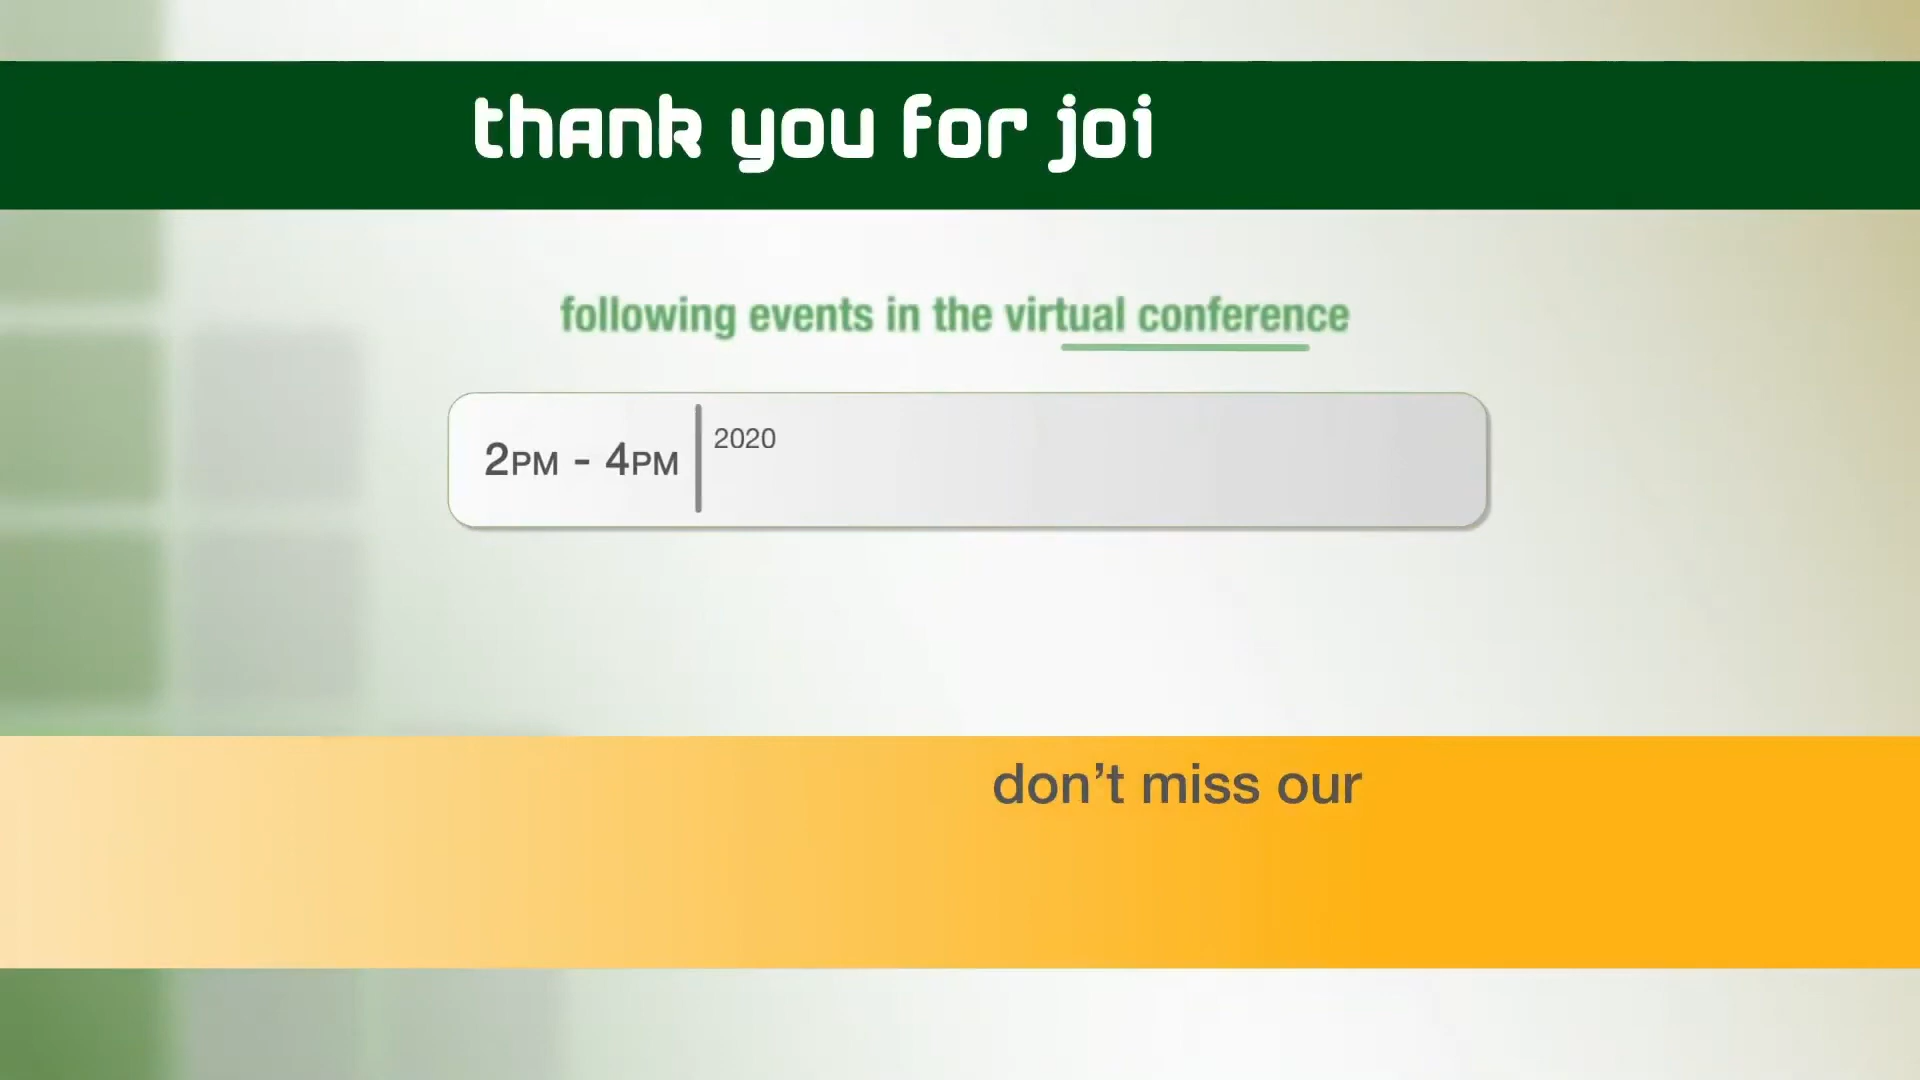 thank you for joi
following events in the virtual conference
2PM - 4PM
2020
don’t miss our